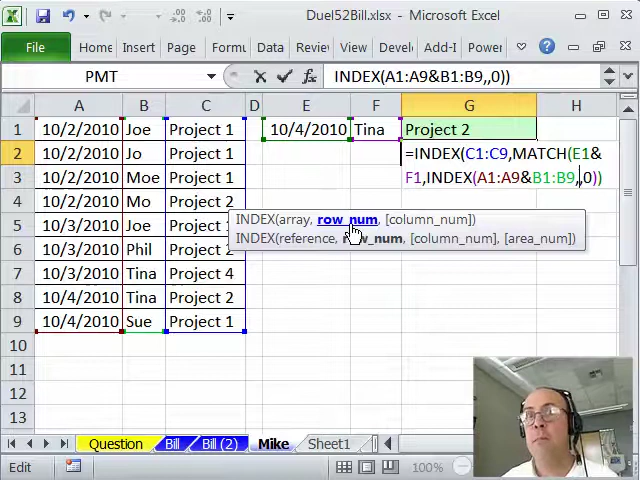 Duel52Bill.xlsx - Microsoft Excel
File Home Insert Page Formu Data Review View Develo Add-I Power
PMT INDEX(A1:A9&B1:B9,,0))
A B C D E F G H
1 10/2/2010 Joe Project 1 10/4/2010 Tina Project 2
2 10/2/2010 Jo Project 1 =INDEX(C1:C9,MATCH(E1&
3 10/2/2010 Moe Project 1 F1,INDEX(A1:A9&B1:B9,,0))
4 10/2/2010 Mo Project 2
INDEX(array, row_num, [column_num])
5 10/3/2010 Joe Project 1
INDEX(reference, row_num, [column_num], [area_num])
6 10/3/2010 Phil Project 2
7 10/3/2010 Tina Project 4
8 10/4/2010 Tina Project 2
9 10/4/2010 Sue Project 1
10
11
12
13
Question Bill Bill (2) Mike Sheet1
Edit 100%